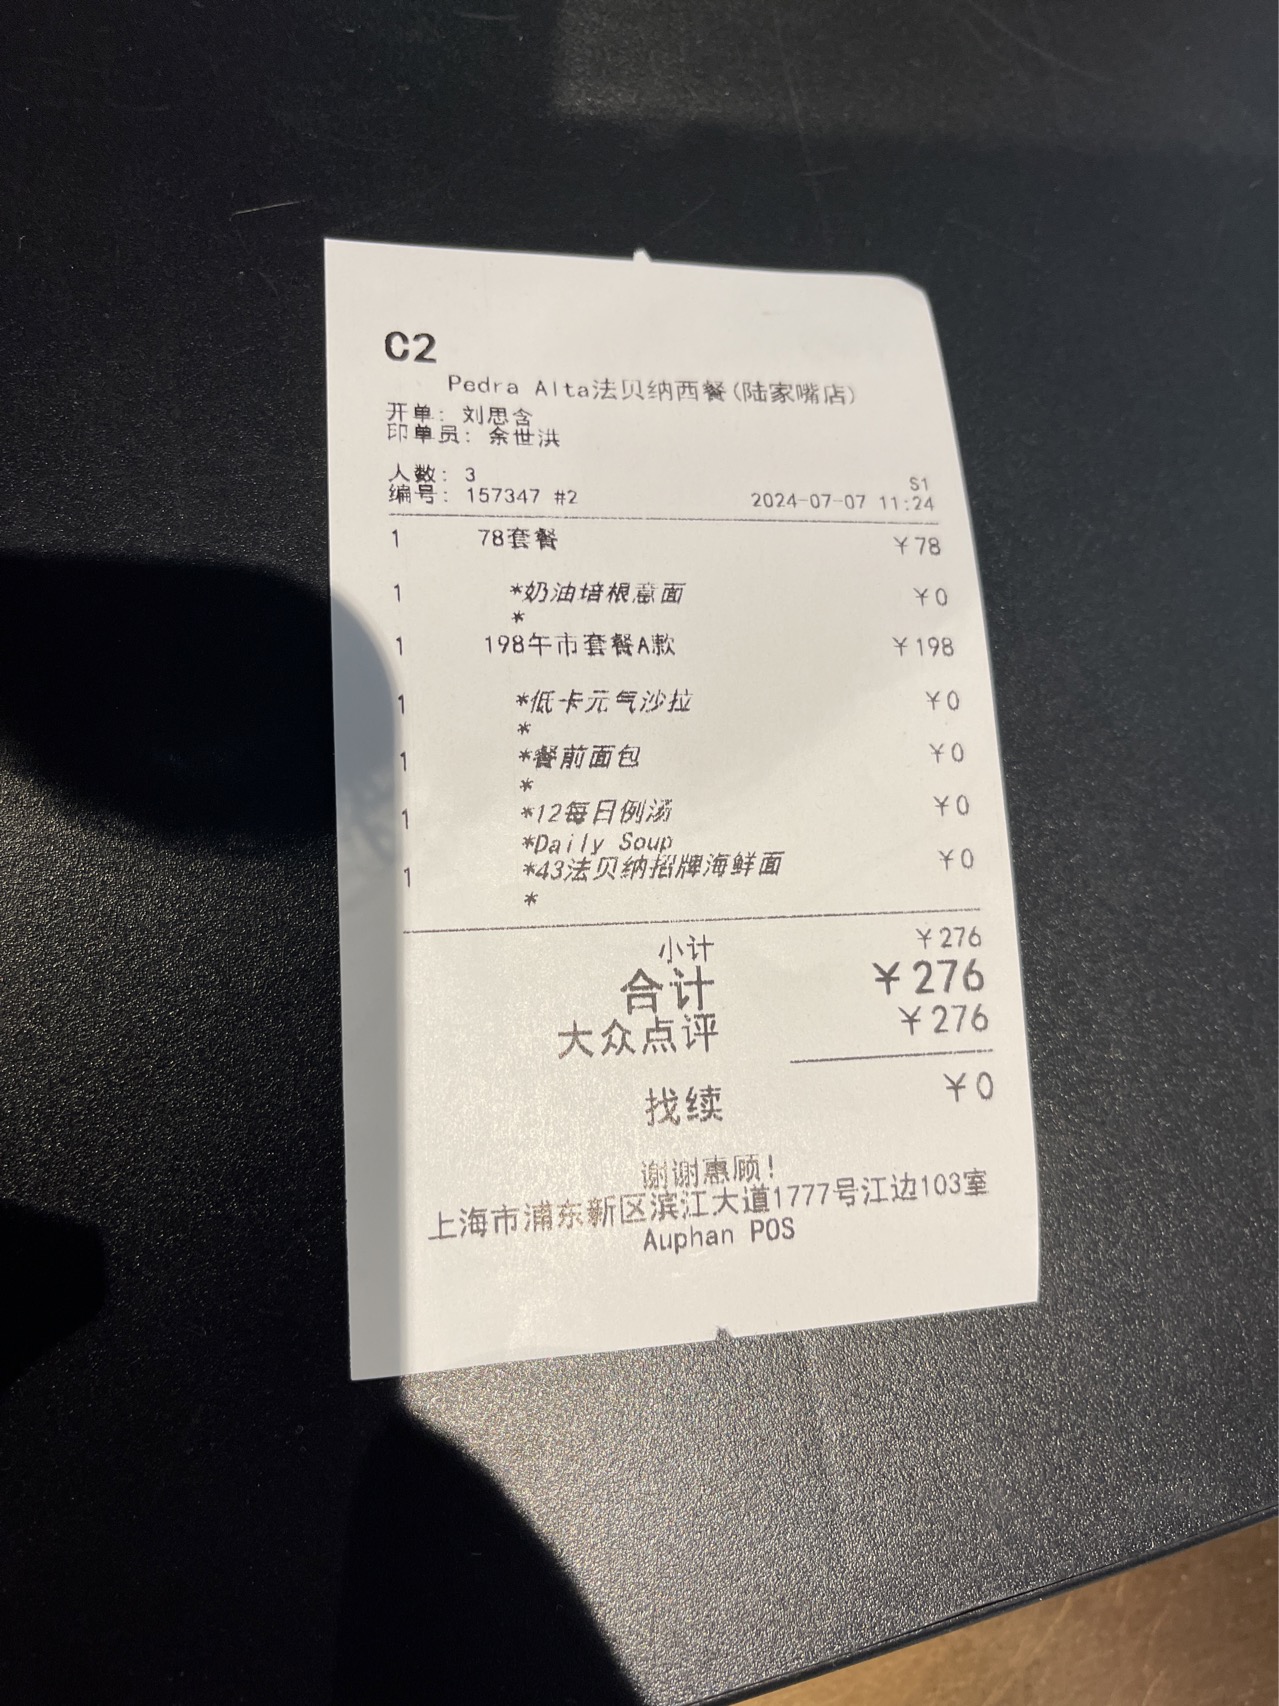 C2
Pedra Alta法贝纳西餐(陆家嘴店)
开单: 刘思含
印单员: 余世洪
人数: 3
S1
编号: 157347 #2 2024-07-07 11:24
1 78套餐 ¥78
1 *奶油培根意面 ¥0
*
1 198午市套餐A款 ¥198
1 *低卡元气沙拉 ¥0
*
1 *餐前面包 ¥0
*
1 *12每日例汤 ¥0
*Daily Soup
1 *43法贝纳招牌海鲜面 ¥0
*
小计 ¥276
合计 ¥276
大众点评 ¥276
找续 ¥0
谢谢惠顾!
上海市浦东新区滨江大道1777号江边103室
Auphan POS